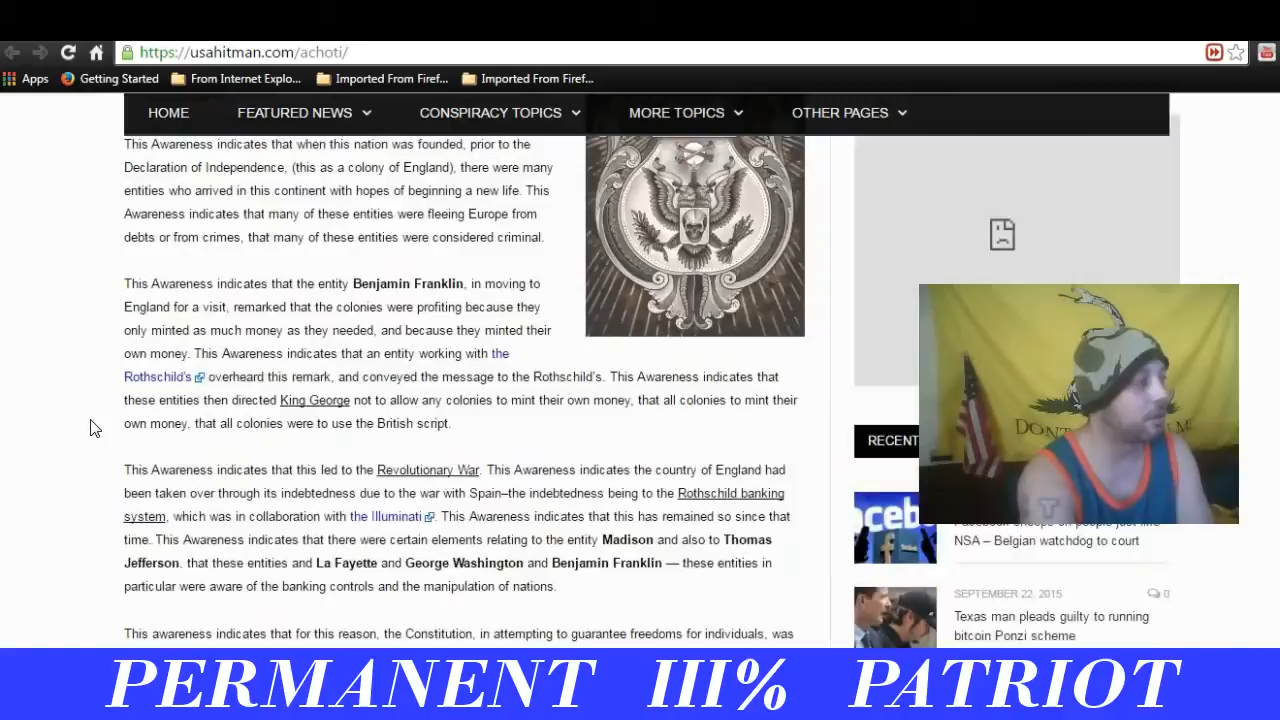 https://usahitman.com/achoti/
Apps Getting Started From Internet Explo... Imported From Firef... Imported From Firef...
HOME FEATURED NEWS CONSPIRACY TOPICS MORE TOPICS OTHER PAGES
This Awareness indicates that when this nation was founded, prior to the
Declaration of Independence, (this as a colony of England), there were many
entities who arrived in this continent with hopes of beginning a new life. This
Awareness indicates that many of these entities were fleeing Europe from
debts or from crimes, that many of these entities were considered criminal.
This Awareness indicates that the entity Benjamin Franklin, in moving to
England for a visit, remarked that the colonies were profiting because they
only minted as much money as they needed, and because they minted their
own money. This Awareness indicates that an entity working with the
Rothschild's overheard this remark, and conveyed the message to the Rothschild's. This Awareness indicates that
these entities then directed King George not to allow any colonies to mint their own money, that all colonies to mint their
own money, that all colonies were to use the British script.
This Awareness indicates that this led to the Revolutionary War. This Awareness indicates the country of England had
been taken over through its indebtedness due to the war with Spain–the indebtedness being to the Rothschild banking
system, which was in collaboration with the Illuminati. This Awareness indicates that this has remained so since that
time. This Awareness indicates that there were certain elements relating to the entity Madison and also to Thomas
Jefferson. that these entities and La Fayette and George Washington and Benjamin Franklin — these entities in
particular were aware of the banking controls and the manipulation of nations.
This awareness indicates that for this reason, the Constitution, in attempting to guarantee freedoms for individuals, was
RECENT
DON'T
NSA – Belgian watchdog to court
SEPTEMBER 22, 2015 0
Texas man pleads guilty to running
bitcoin Ponzi scheme
PERMANENT III% PATRIOT